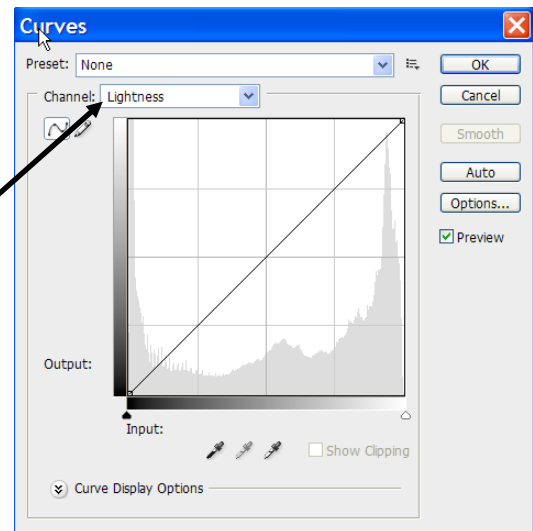 Curves
Preset: None
OK
Channel: Lightness
Cancel
Smooth
Auto
Options...
Preview
Output:
Input:
Show Clipping
Curve Display Options